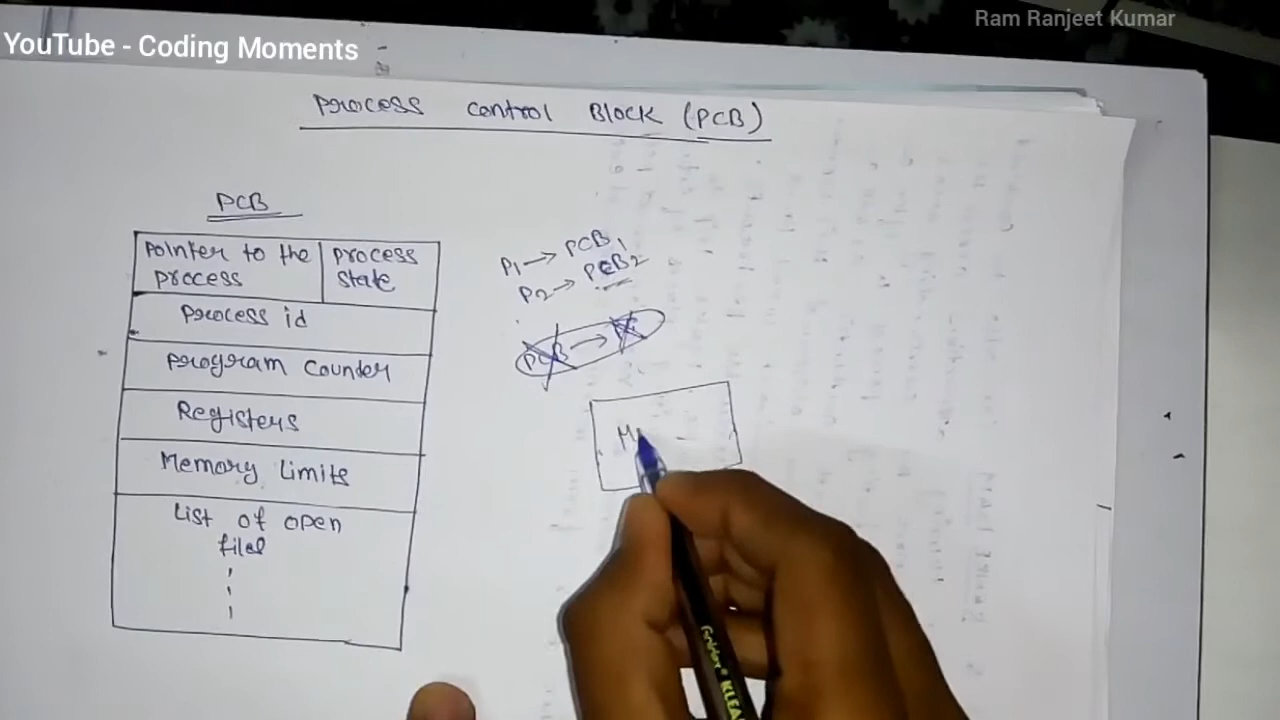 Ram Ranjeet Kumar
YouTube - Coding Moments
Process Control Block (PCB)
PCB
Pointer to the process
process state
Process id
Program Counter
Registers
Memory Limits
List of open
files
P1 → PCB1
P2 → PCB2
PCB →
M